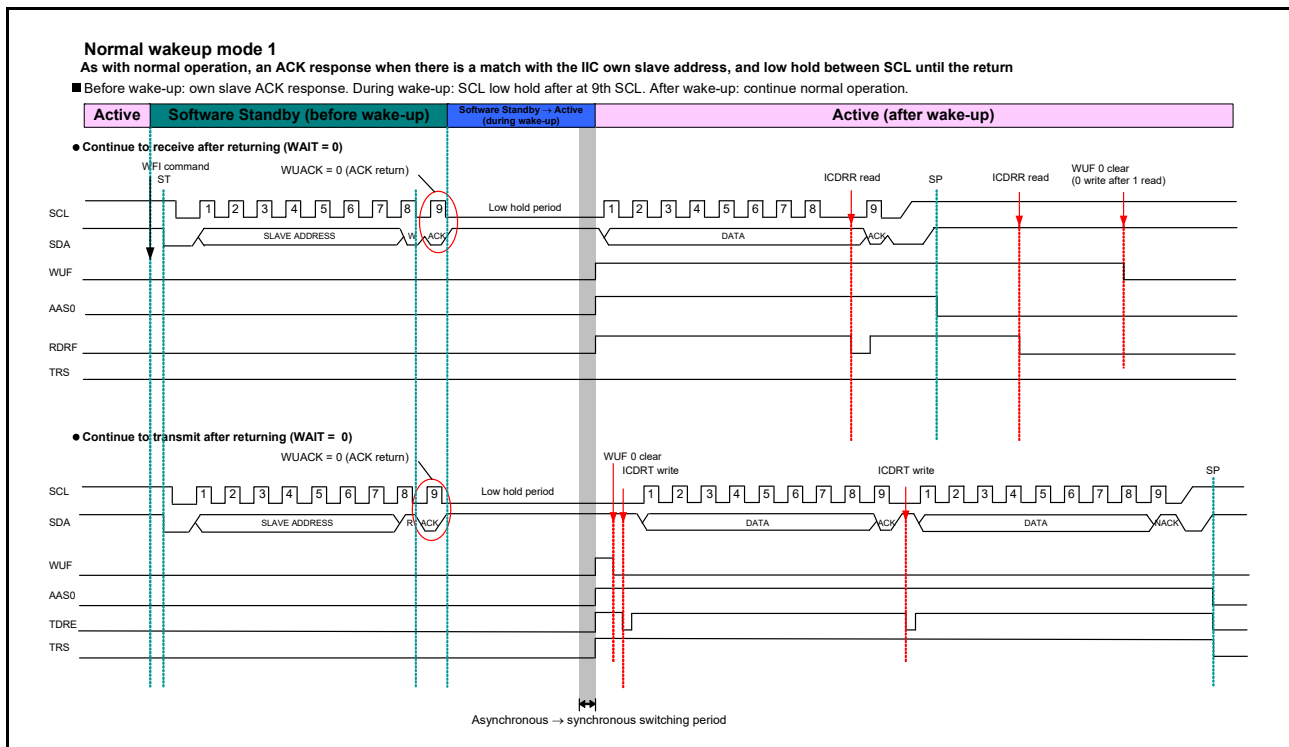 Normal wakeup mode 1
As with normal operation, an ACK response when there is a match with the IIC own slave address, and low hold between SCL until the return
■ Before wake-up: own slave ACK response. During wake-up: SCL low hold after at 9th SCL. After wake-up: continue normal operation.
Active
Software Standby (before wake-up)
Software Standby → Active
(during wake-up)
Active (after wake-up)
● Continue to receive after returning (WAIT = 0)
WFI command
ST
WUACK = 0 (ACK return)
ICDRR read
SP
ICDRR read
WUF 0 clear
(0 write after 1 read)
SCL
1 2 3 4 5 6 7 8 9
Low hold period
1 2 3 4 5 6 7 8 9
SDA
SLAVE ADDRESS
W
ACK
DATA
ACK
WUF
AAS0
RDRF
TRS
● Continue to transmit after returning (WAIT = 0)
WUACK = 0 (ACK return)
WUF 0 clear
ICDRT write
ICDRT write
SP
SCL
1 2 3 4 5 6 7 8 9
Low hold period
1 2 3 4 5 6 7 8 9
1 2 3 4 5 6 7 8 9
SDA
SLAVE ADDRESS
R
ACK
DATA
ACK
DATA
NACK
WUF
AAS0
TDRE
TRS
Asynchronous → synchronous switching period